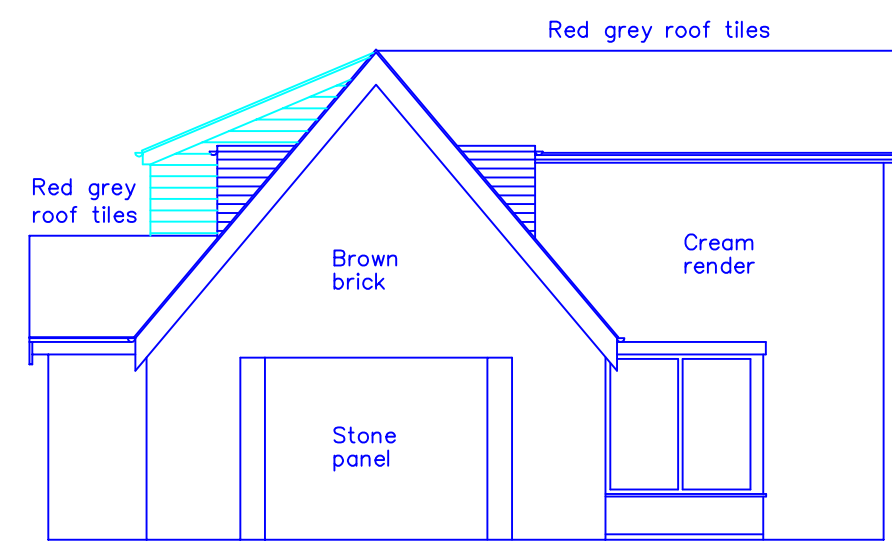 Red grey roof tiles
Red grey
roof tiles
Brown
brick
Cream
render
Stone
panel